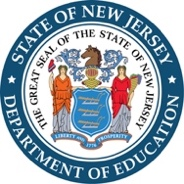 STATE OF NEW JERSEY
DEPARTMENT OF EDUCATION
THE GREAT SEAL OF THE STATE OF NEW JERSEY
LIBERTY AND PROSPERITY
1776